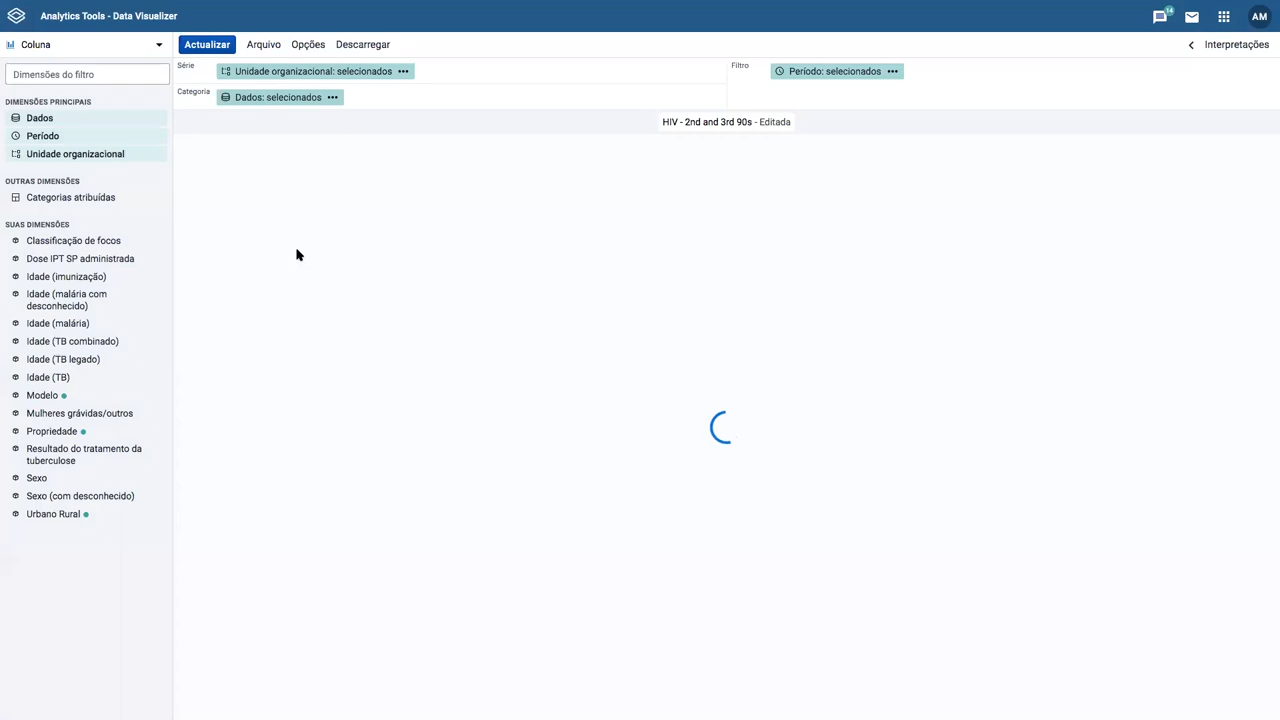 Analytics Tools - Data Visualizer
14
AM
Coluna
Actualizar
Arquivo
Opções
Descarregar
Interpretações
Dimensões do filtro
Série
Unidade organizacional: selecionados
Filtro
Período: selecionados
Categoria
Dados: selecionados
HIV - 2nd and 3rd 90s - Editada
DIMENSÕES PRINCIPAIS
Dados
Período
Unidade organizacional
OUTRAS DIMENSÕES
Categorias atribuídas
SUAS DIMENSÕES
Classificação de focos
Dose IPT SP administrada
Idade (imunização)
Idade (malária com
desconhecido)
Idade (malária)
Idade (TB combinado)
Idade (TB legado)
Idade (TB)
Modelo
Mulheres grávidas/outros
Propriedade
Resultado do tratamento da
tuberculose
Sexo
Sexo (com desconhecido)
Urbano Rural